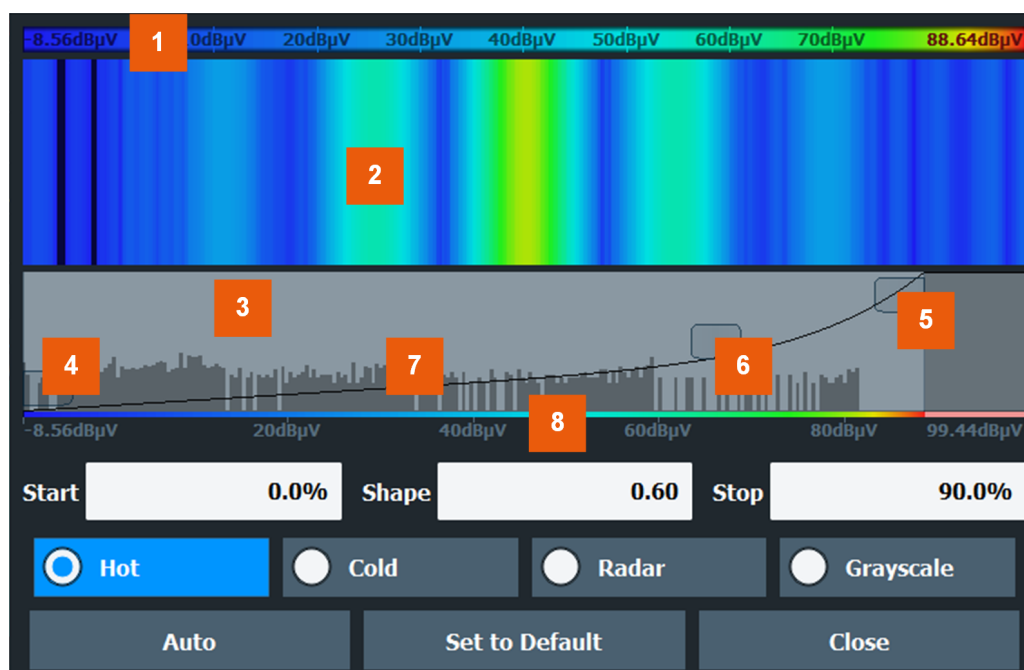 -8.56dBµV 1 0dBµV 20dBµV 30dBµV 40dBµV 50dBµV 60dBµV 70dBµV 88.64dBµV
2
3
5
4 7 6
8
-8.56dBµV 20dBµV 40dBµV 60dBµV 80dBµV 99.44dBµV
Start 0.0% Shape 0.60 Stop 90.0%
Hot Cold Radar Grayscale
Auto Set to Default Close